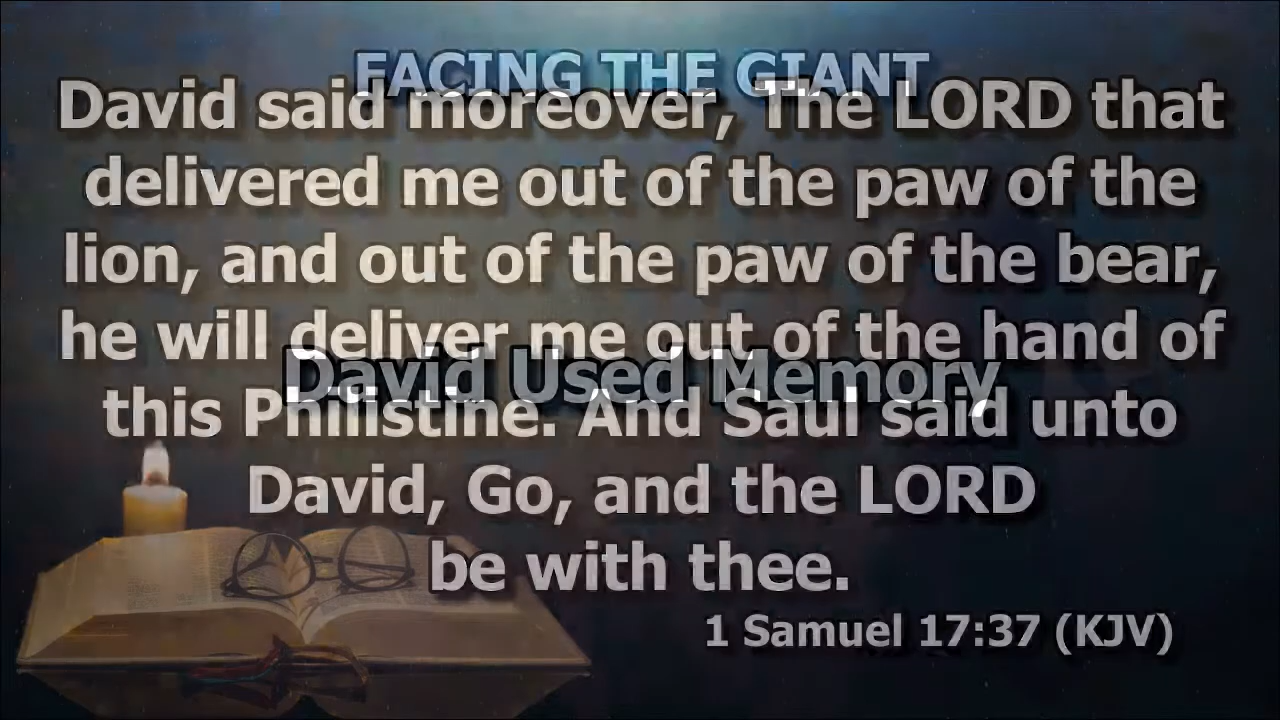 FACING THE GIANT
David said moreover, The LORD that
delivered me out of the paw of the
lion, and out of the paw of the bear,
he will deliver me out of the hand of
David Used Memory
this Philistine. And Saul said unto
David, Go, and the LORD
be with thee.
1 Samuel 17:37 (KJV)